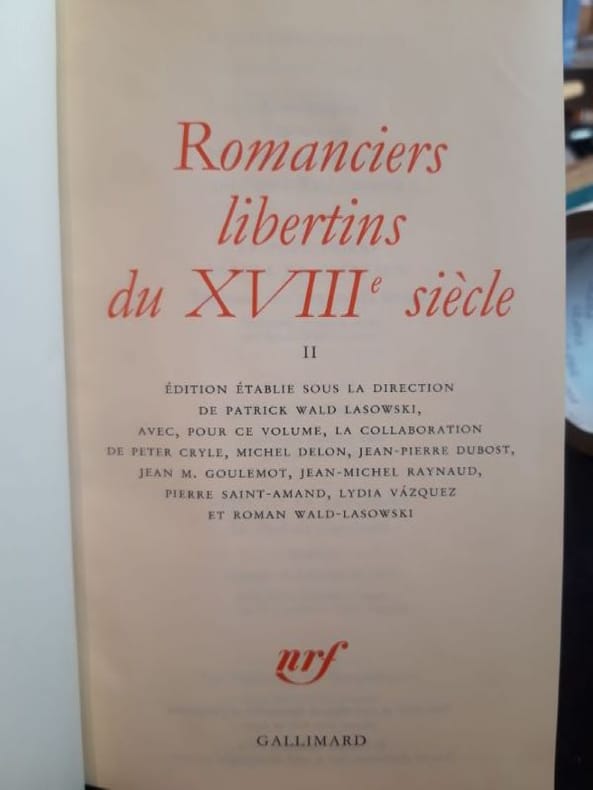 Romanciers
libertins
du XVIIIe siècle
II
ÉDITION ÉTABLIE SOUS LA DIRECTION
DE PATRICK WALD LASOWSKI,
AVEC, POUR CE VOLUME, LA COLLABORATION
DE PETER CRYLE, MICHEL DELON, JEAN-PIERRE DUBOST,
JEAN M. GOULEMOT, JEAN-MICHEL RAYNAUD,
PIERRE SAINT-AMAND, LYDIA VÁZQUEZ
ET ROMAN WALD-LASOWSKI
nrf
GALLIMARD